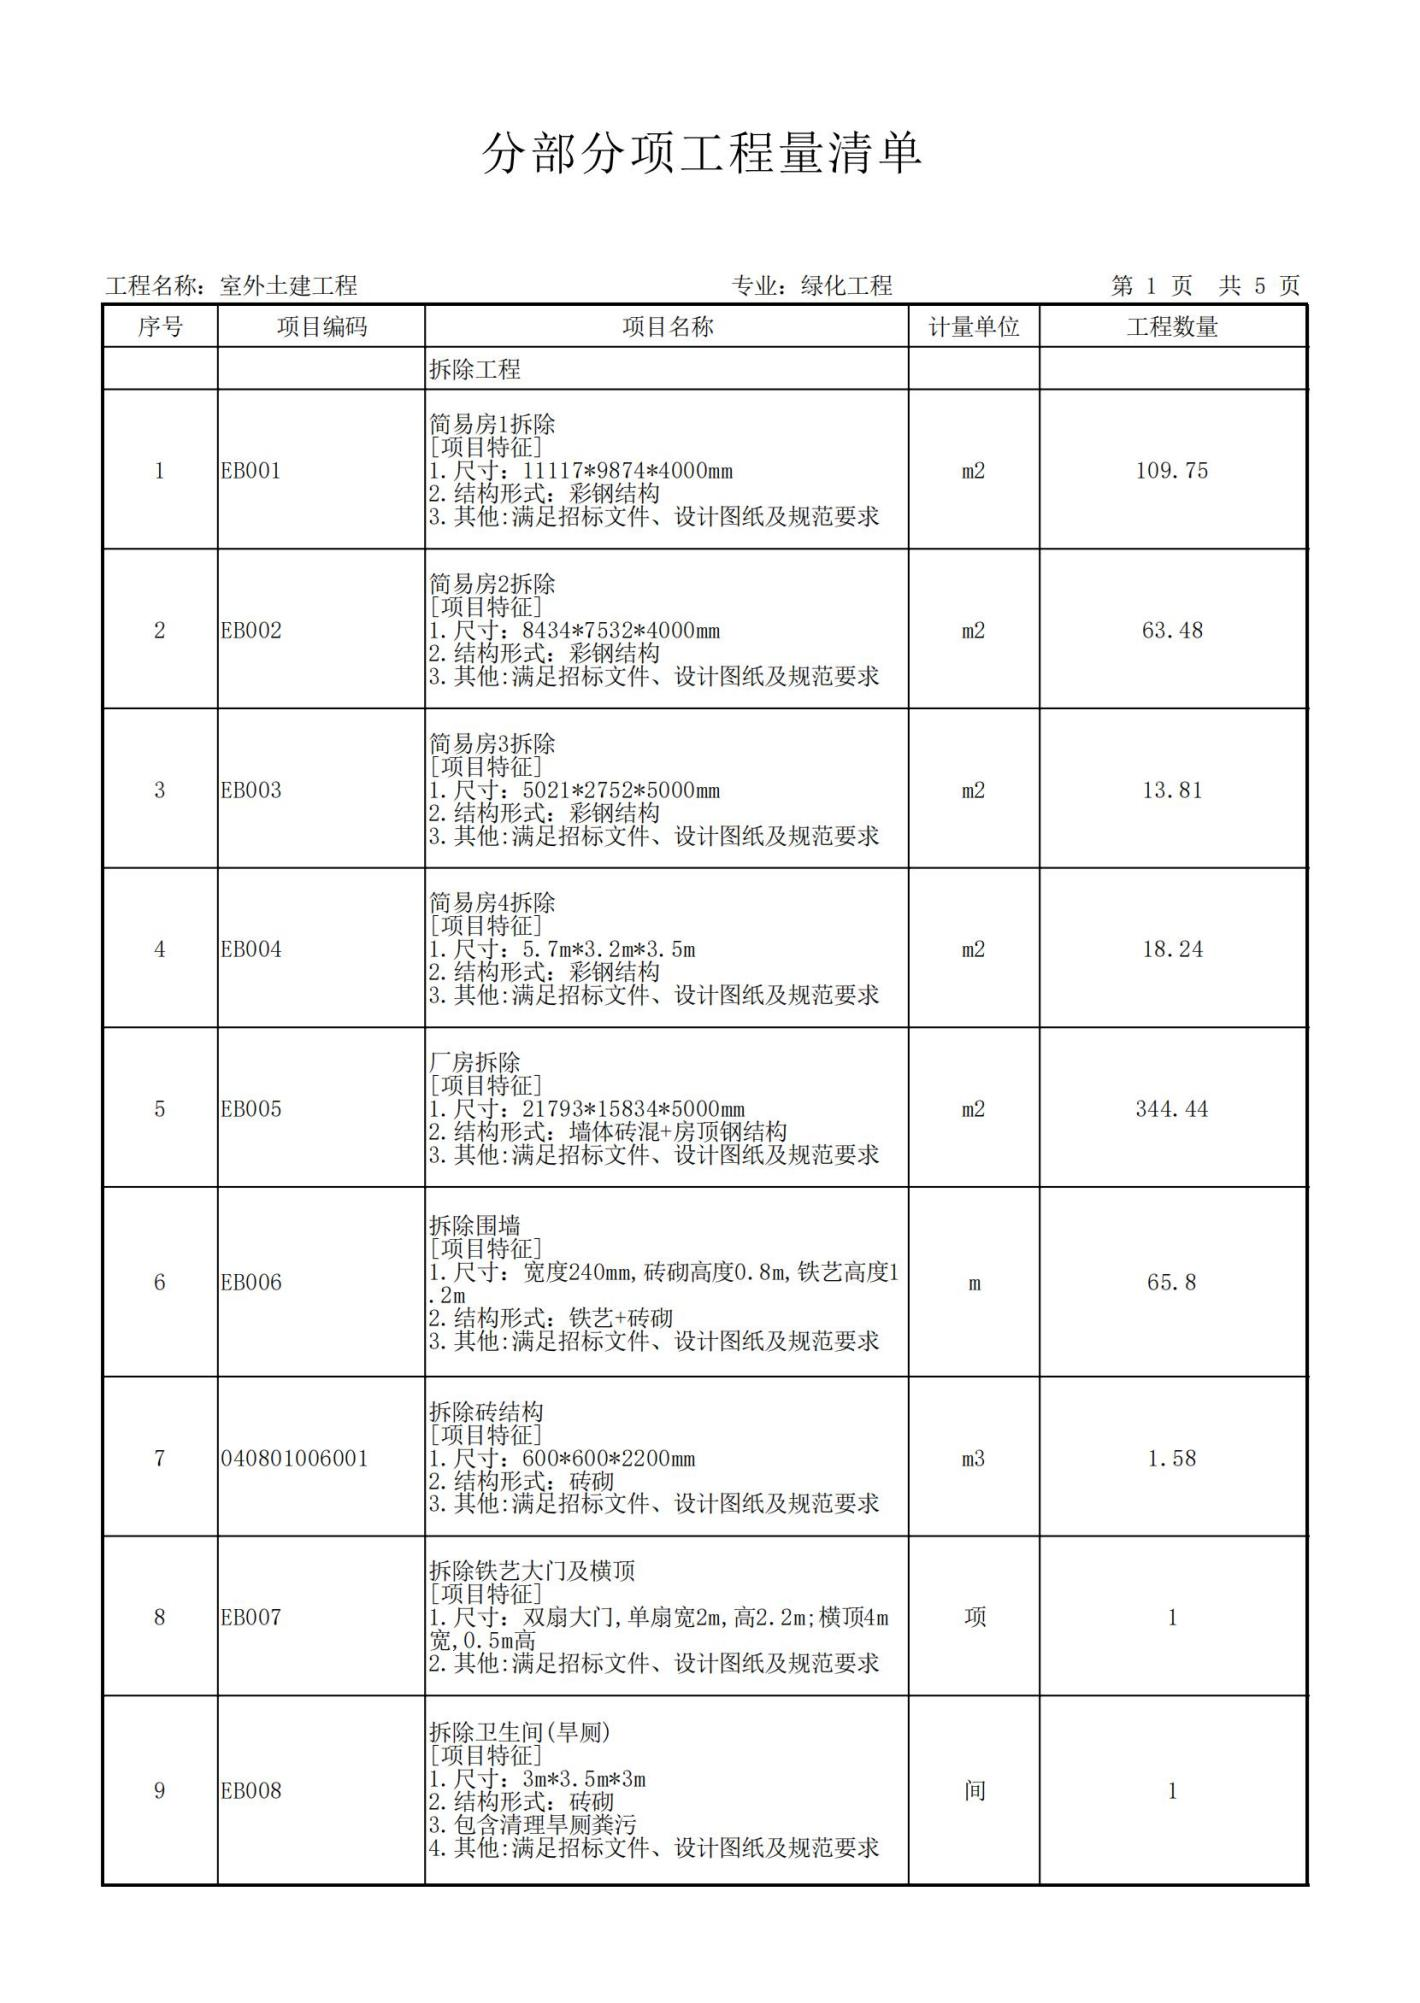 分部分项工程量清单
工程名称：室外土建工程 专业：绿化工程 第 1 页 共 5 页
序号 项目编码 项目名称 计量单位 工程数量
拆除工程
简易房1拆除
[项目特征]
1 EB001 1.尺寸：11117*9874*4000mm m2 109.75
2.结构形式：彩钢结构
3.其他:满足招标文件、设计图纸及规范要求
简易房2拆除
[项目特征]
2 EB002 1.尺寸：8434*7532*4000mm m2 63.48
2.结构形式：彩钢结构
3.其他:满足招标文件、设计图纸及规范要求
简易房3拆除
[项目特征]
3 EB003 1.尺寸：5021*2752*5000mm m2 13.81
2.结构形式：彩钢结构
3.其他:满足招标文件、设计图纸及规范要求
简易房4拆除
[项目特征]
4 EB004 1.尺寸：5.7m*3.2m*3.5m m2 18.24
2.结构形式：彩钢结构
3.其他:满足招标文件、设计图纸及规范要求
厂房拆除
[项目特征]
5 EB005 1.尺寸：21793*15834*5000mm m2 344.44
2.结构形式：墙体砖混+房顶钢结构
3.其他:满足招标文件、设计图纸及规范要求
拆除围墙
[项目特征]
1.尺寸：宽度240mm,砖砌高度0.8m,铁艺高度1
6 EB006 .2m m 65.8
2.结构形式：铁艺+砖砌
3.其他:满足招标文件、设计图纸及规范要求
拆除砖结构
[项目特征]
7 040801006001 1.尺寸：600*600*2200mm m3 1.58
2.结构形式：砖砌
3.其他:满足招标文件、设计图纸及规范要求
拆除铁艺大门及横顶
[项目特征]
8 EB007 1.尺寸：双扇大门,单扇宽2m,高2.2m;横顶4m 项 1
宽,0.5m高
2.其他:满足招标文件、设计图纸及规范要求
拆除卫生间(旱厕)
[项目特征]
1.尺寸：3m*3.5m*3m
9 EB008 2.结构形式：砖砌 间 1
3.包含清理旱厕粪污
4.其他:满足招标文件、设计图纸及规范要求